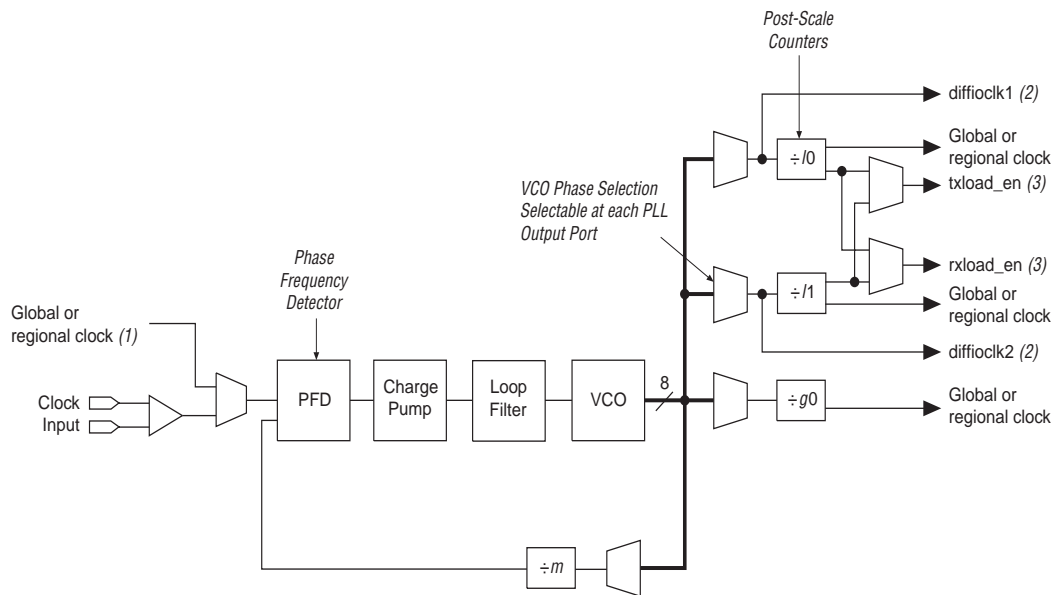 Post-Scale
Counters
diffioclk1 (2)
÷l0
Global or
regional clock
txload_en (3)
VCO Phase Selection
Selectable at each PLL
Output Port
rxload_en (3)
÷l1
Global or
regional clock
diffioclk2 (2)
Phase
Frequency
Detector
Global or
regional clock (1)
Clock
Input
PFD
Charge
Pump
Loop
Filter
VCO
8
÷g0
Global or
regional clock
÷m